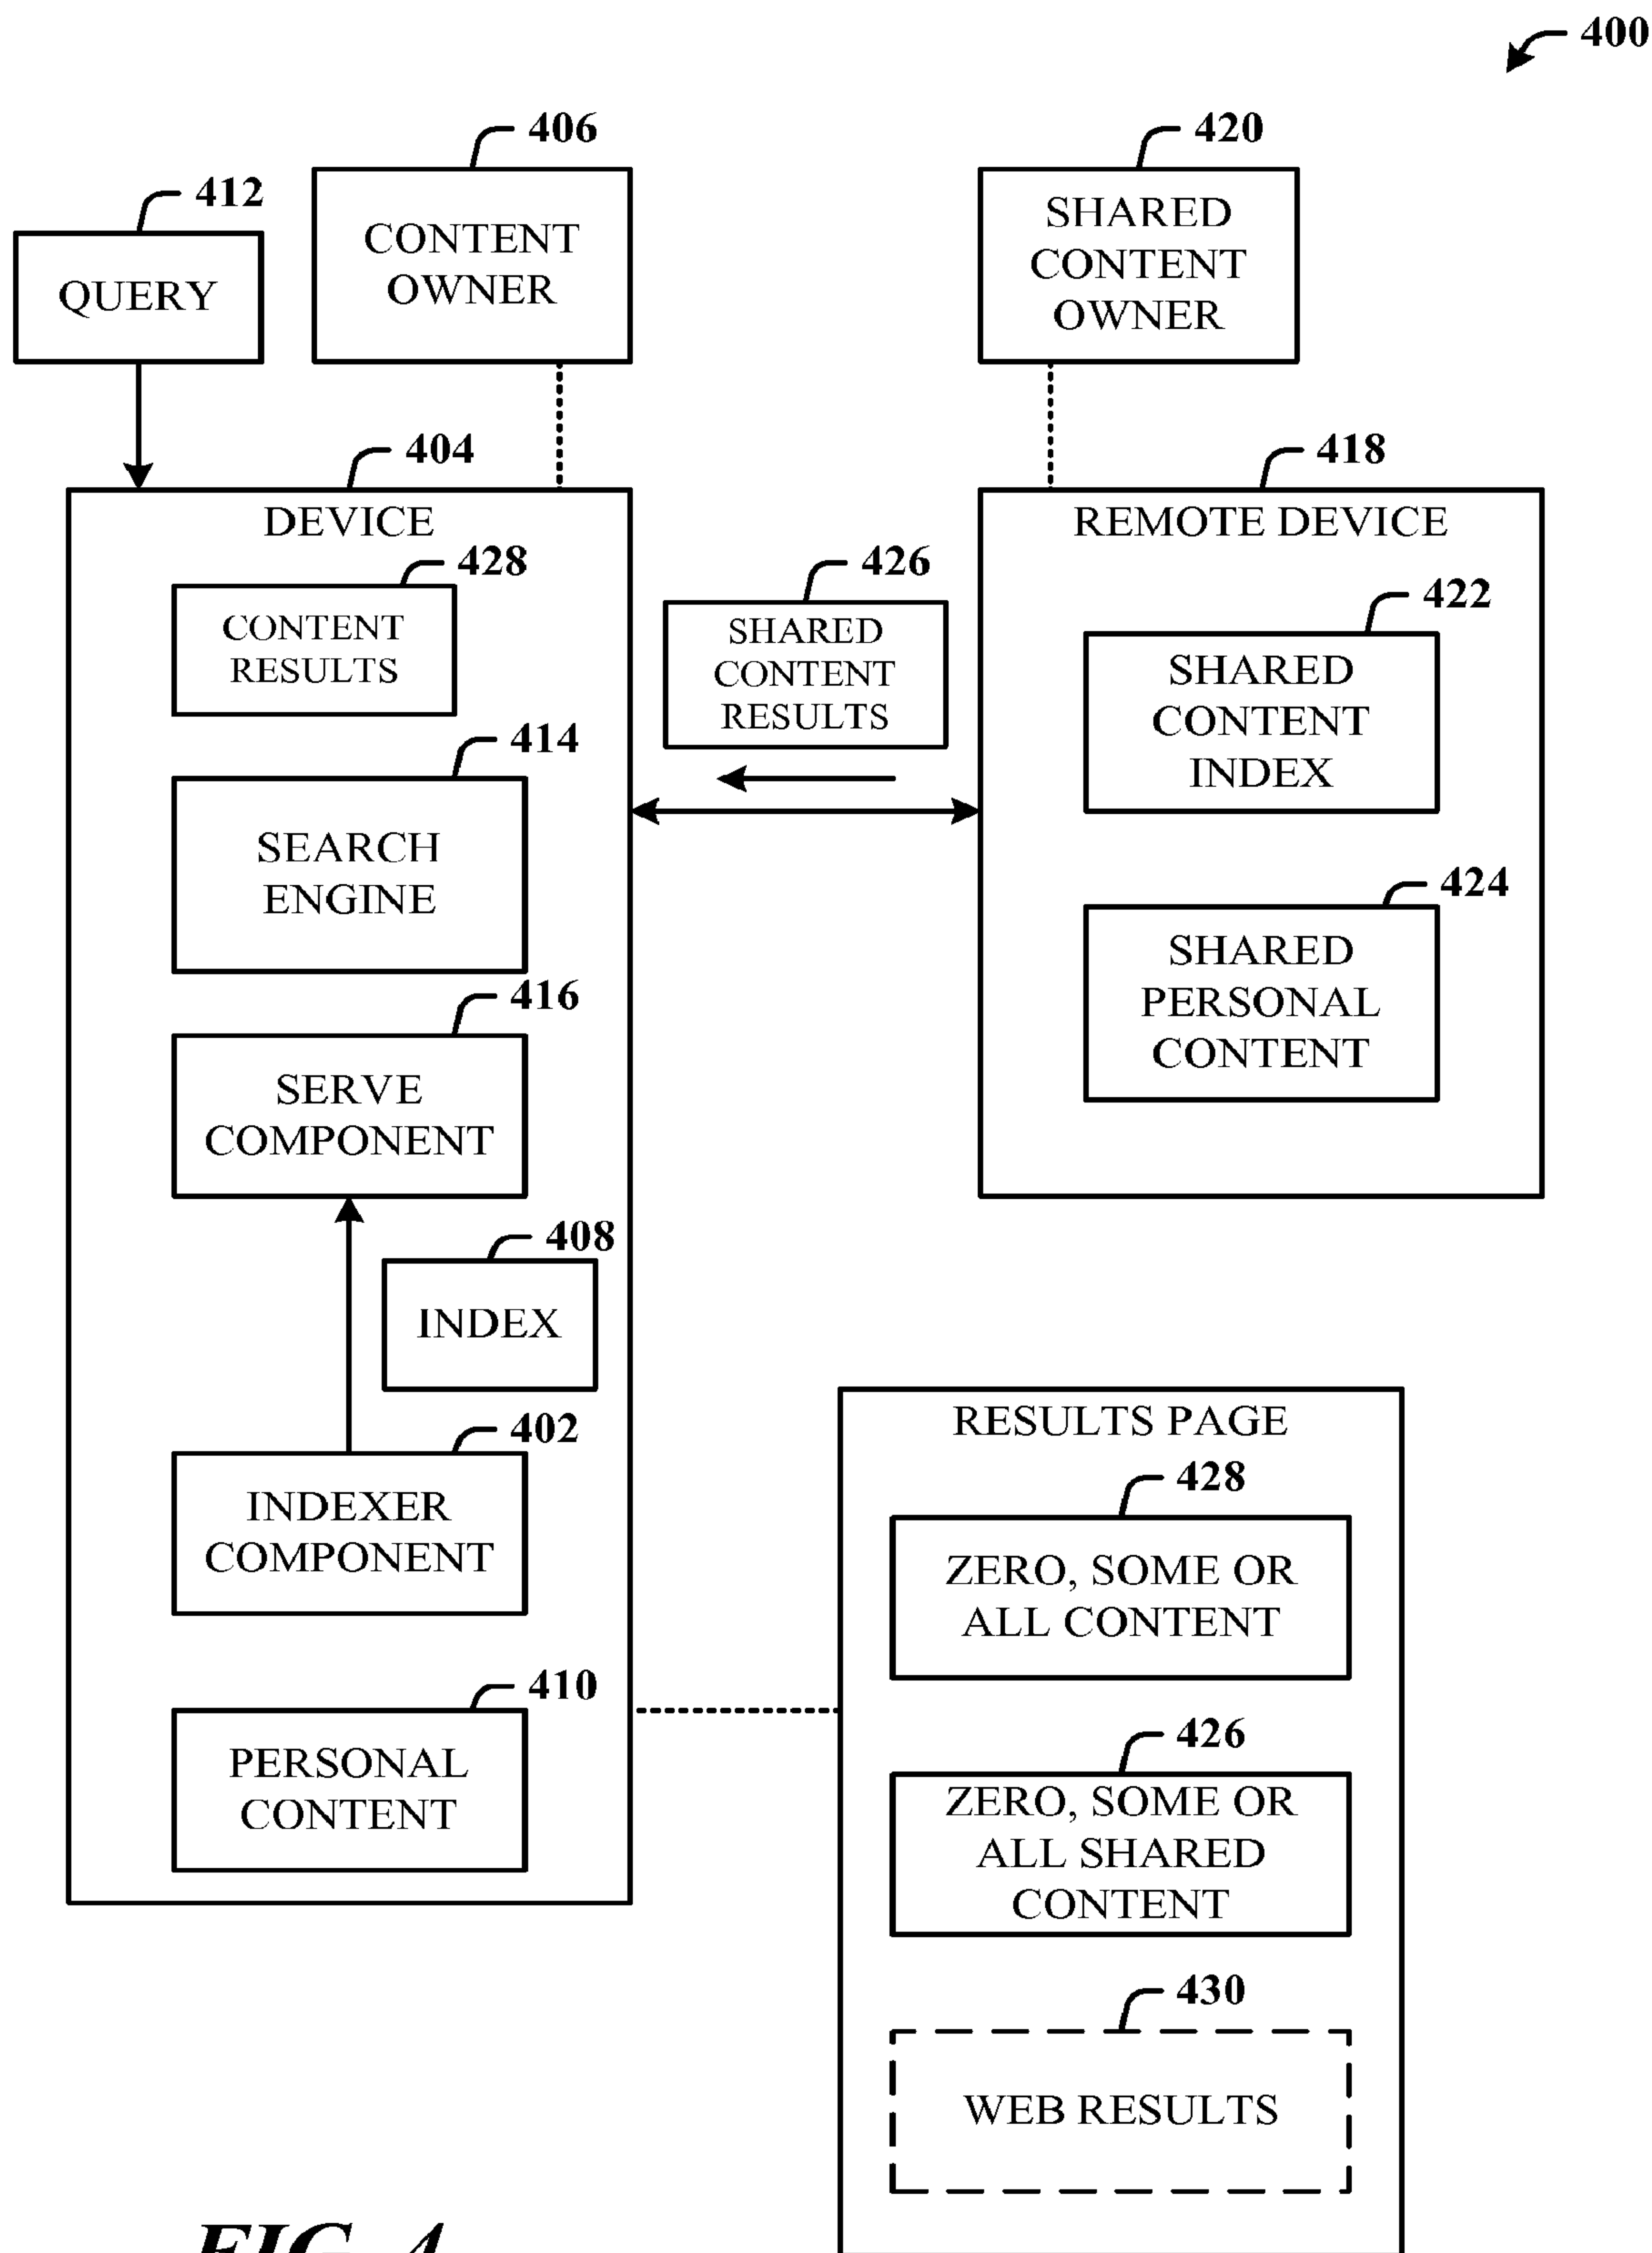 400
406
420
412
CONTENT
OWNER
SHARED
CONTENT
OWNER
QUERY
404
418
DEVICE
REMOTE DEVICE
428
426
422
CONTENT
RESULTS
SHARED
CONTENT
RESULTS
SHARED
CONTENT
INDEX
414
SEARCH
ENGINE
424
SHARED
PERSONAL
CONTENT
416
SERVE
COMPONENT
408
INDEX
402
INDEXER
COMPONENT
410
PERSONAL
CONTENT
RESULTS PAGE
428
ZERO, SOME OR
ALL CONTENT
426
ZERO, SOME OR
ALL SHARED
CONTENT
430
WEB RESULTS
FIG. 4